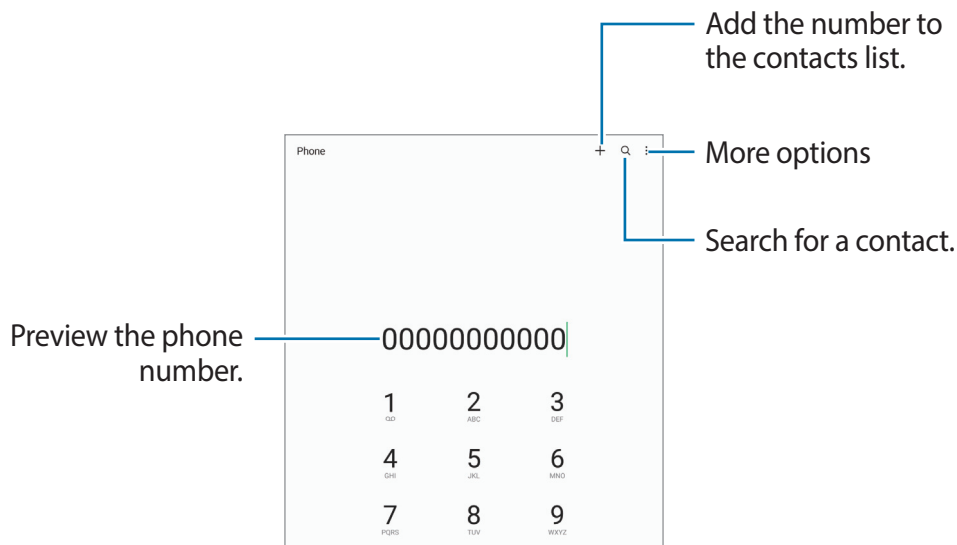 Add the number to
the contacts list.
Phone
More options
Search for a contact.
Preview the phone
number.
00000000000
1 2 3
ABC DEF
4 5 6
GHI JKL MNO
7 8 9
PQRS TUV WXYZ